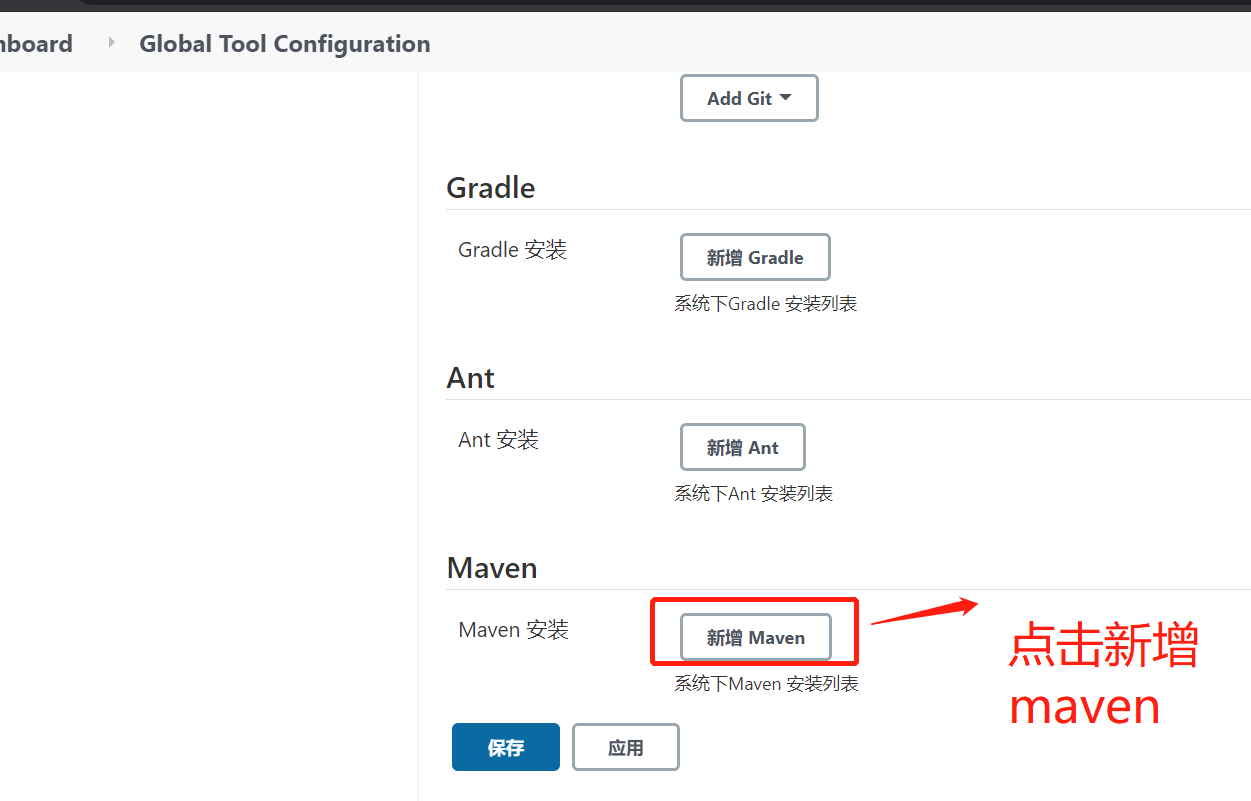 Global Tool Configuration
Add Git
Gradle
Gradle 安装
新增 Gradle
系统下Gradle 安装列表
Ant
Ant 安装
新增 Ant
系统下Ant 安装列表
Maven
Maven 安装
新增 Maven
系统下Maven 安装列表
点击新增
maven
保存
应用